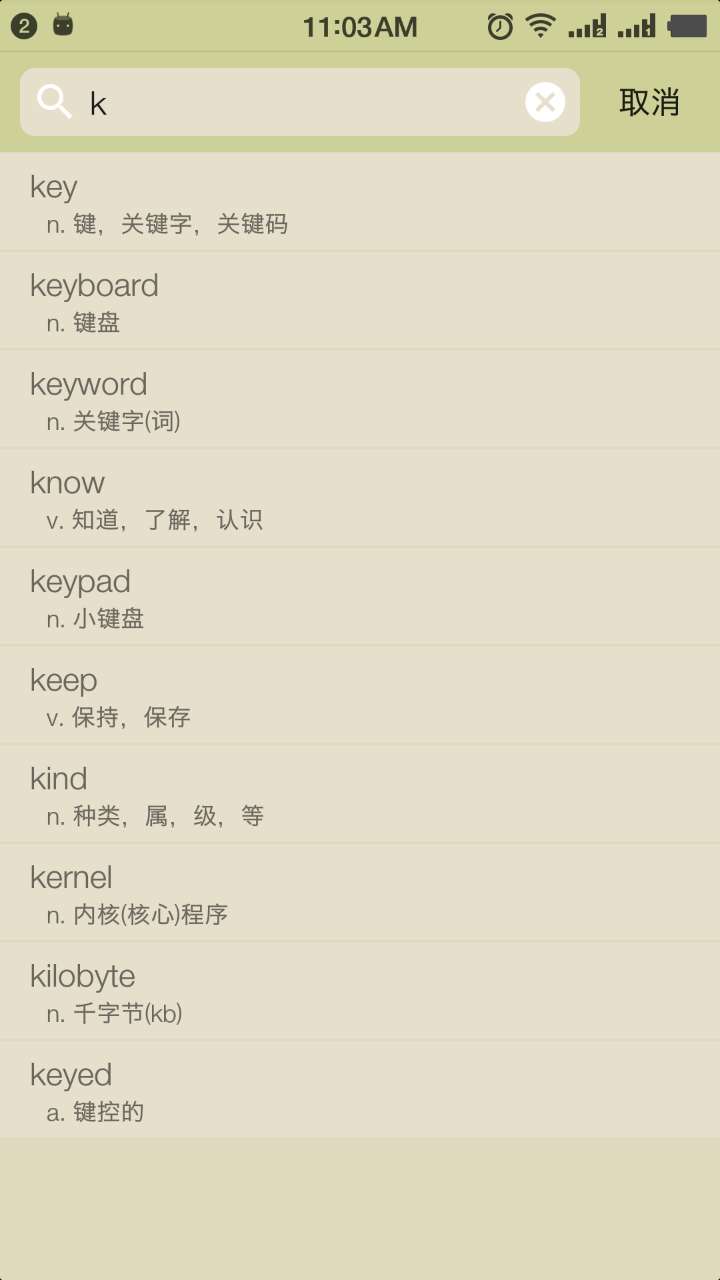 2 11:03AM 2 1
k 取消
key
n. 键，关键字，关键码
keyboard
n. 键盘
keyword
n. 关键字(词)
know
v. 知道，了解，认识
keypad
n. 小键盘
keep
v. 保持，保存
kind
n. 种类，属，级，等
kernel
n. 内核(核心)程序
kilobyte
n. 千字节(kb)
keyed
a. 键控的